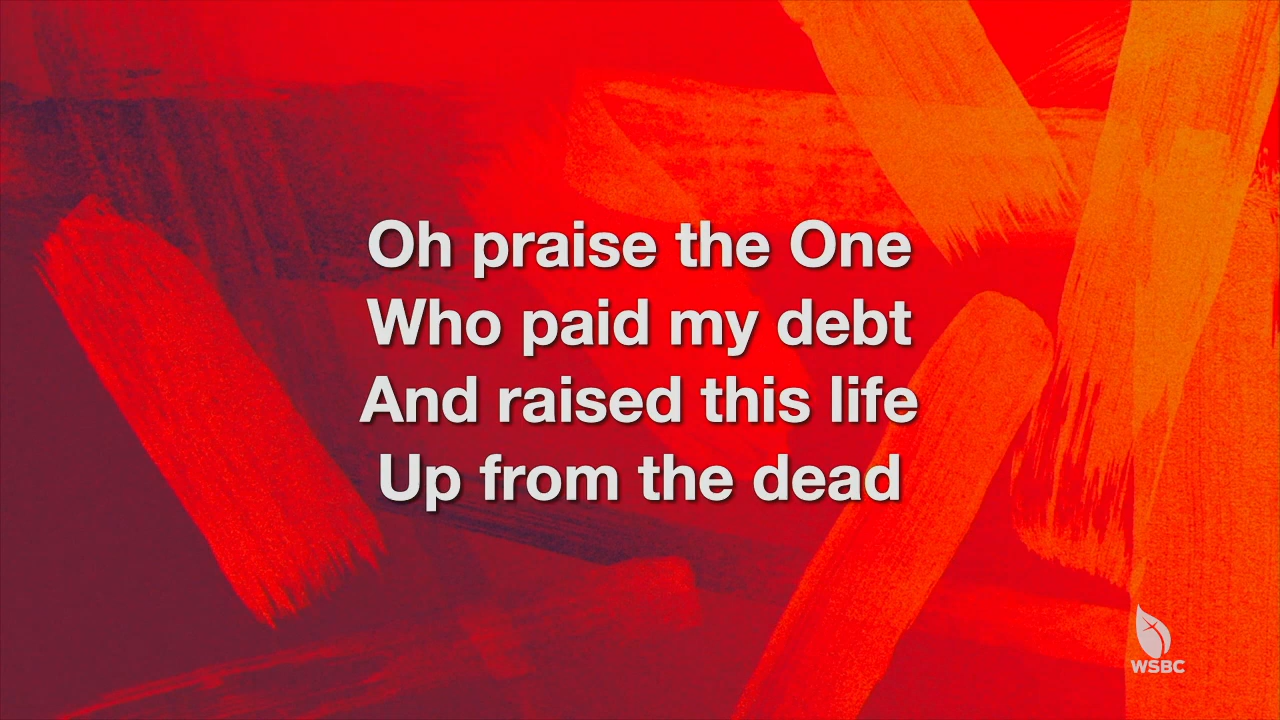 Oh praise the One
Who paid my debt
And raised this life
Up from the dead
WSBC